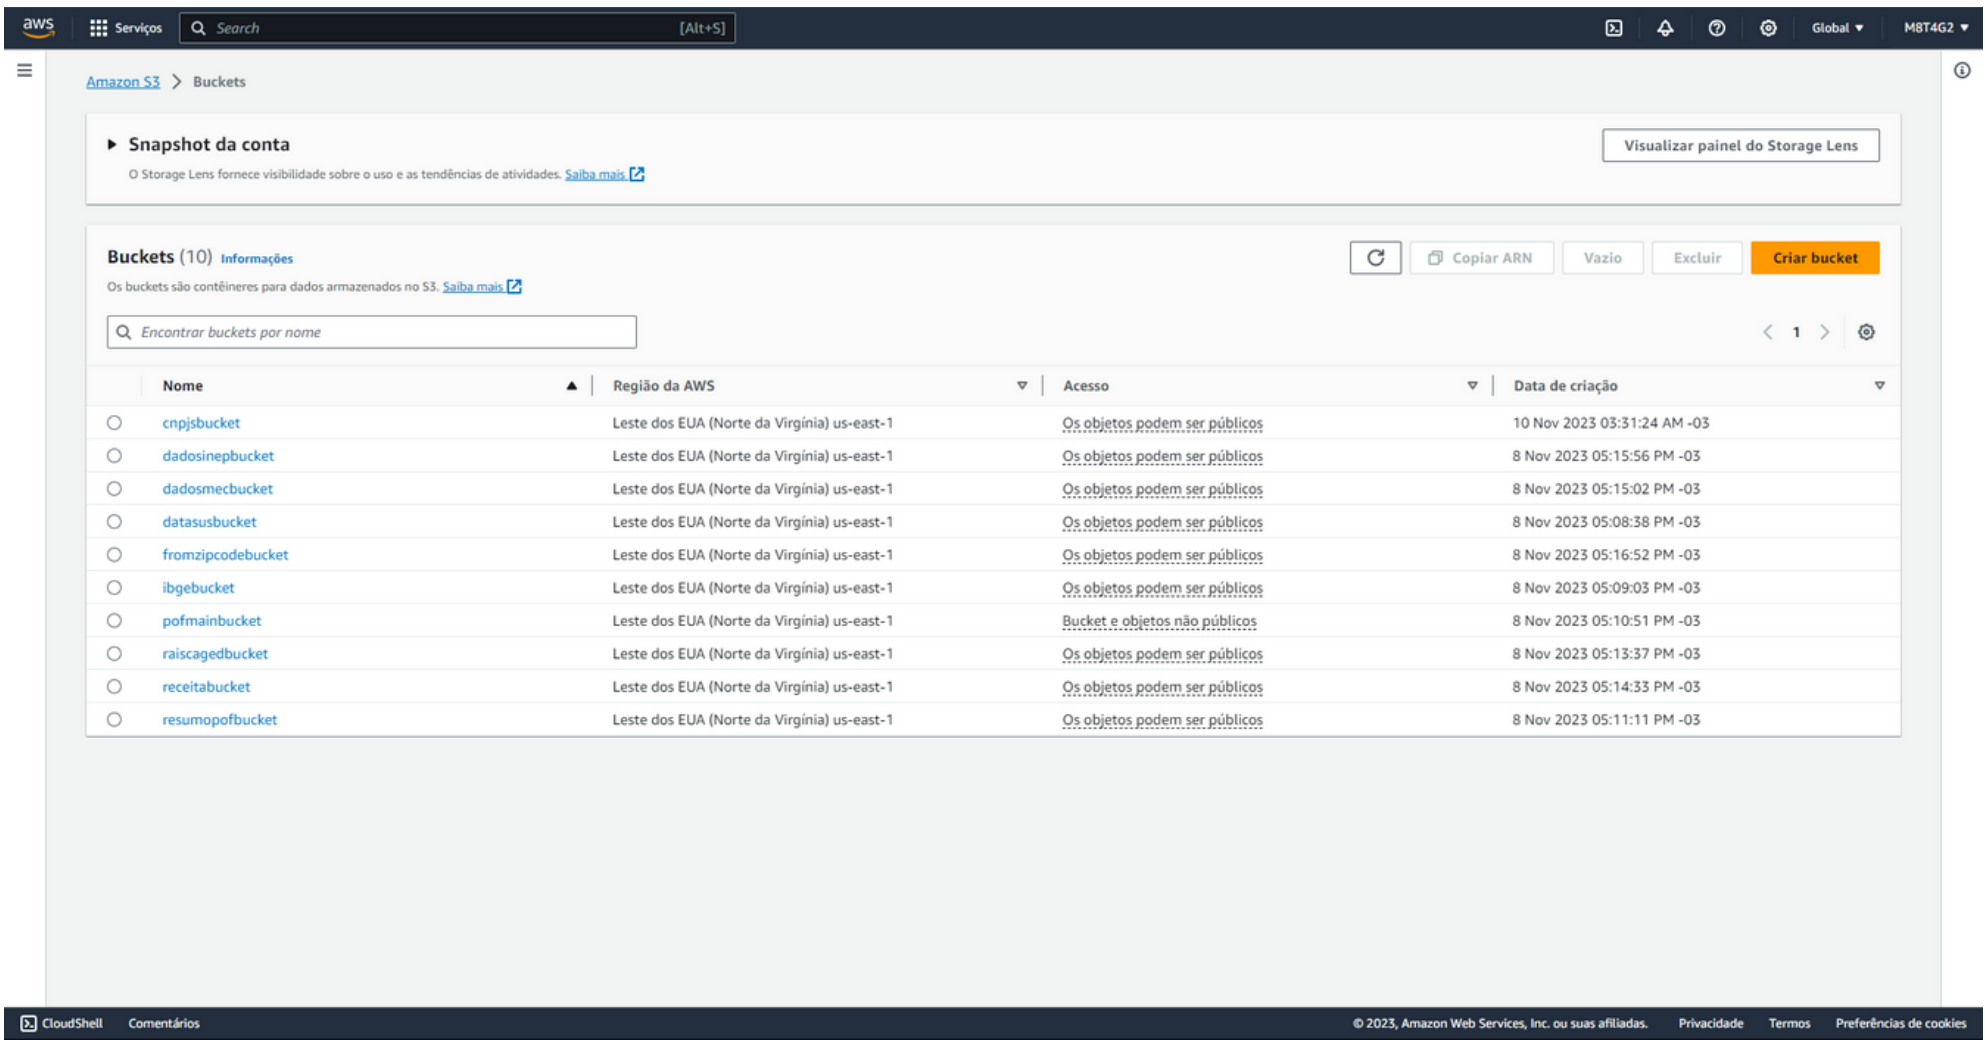 aws Serviços Search [Alt+S] Global M8T4G2
Amazon S3 Buckets
Snapshot da conta Visualizar painel do Storage Lens
O Storage Lens fornece visibilidade sobre o uso e as tendências de atividades. Saiba mais
Buckets (10) Informações Copiar ARN Vazio Excluir Criar bucket
Os buckets são contêineres para dados armazenados no S3. Saiba mais
Encontrar buckets por nome 1
Nome Região da AWS Acesso Data de criação
cnpjsbucket Leste dos EUA (Norte da Virgínia) us-east-1 Os objetos podem ser públicos 10 Nov 2023 03:31:24 AM -03
dadosinepbucket Leste dos EUA (Norte da Virgínia) us-east-1 Os objetos podem ser públicos 8 Nov 2023 05:15:56 PM -03
dadosmecbucket Leste dos EUA (Norte da Virgínia) us-east-1 Os objetos podem ser públicos 8 Nov 2023 05:15:02 PM -03
datasusbucket Leste dos EUA (Norte da Virgínia) us-east-1 Os objetos podem ser públicos 8 Nov 2023 05:08:38 PM -03
fromzipcodebucket Leste dos EUA (Norte da Virgínia) us-east-1 Os objetos podem ser públicos 8 Nov 2023 05:16:52 PM -03
ibgebucket Leste dos EUA (Norte da Virgínia) us-east-1 Os objetos podem ser públicos 8 Nov 2023 05:09:03 PM -03
pofmainbucket Leste dos EUA (Norte da Virgínia) us-east-1 Bucket e objetos não públicos 8 Nov 2023 05:10:51 PM -03
raiscagedbucket Leste dos EUA (Norte da Virgínia) us-east-1 Os objetos podem ser públicos 8 Nov 2023 05:13:37 PM -03
receitabucket Leste dos EUA (Norte da Virgínia) us-east-1 Os objetos podem ser públicos 8 Nov 2023 05:14:33 PM -03
resumopofbucket Leste dos EUA (Norte da Virgínia) us-east-1 Os objetos podem ser públicos 8 Nov 2023 05:11:11 PM -03
CloudShell Comentários © 2023, Amazon Web Services, Inc. ou suas afiliadas. Privacidade Termos Preferências de cookies